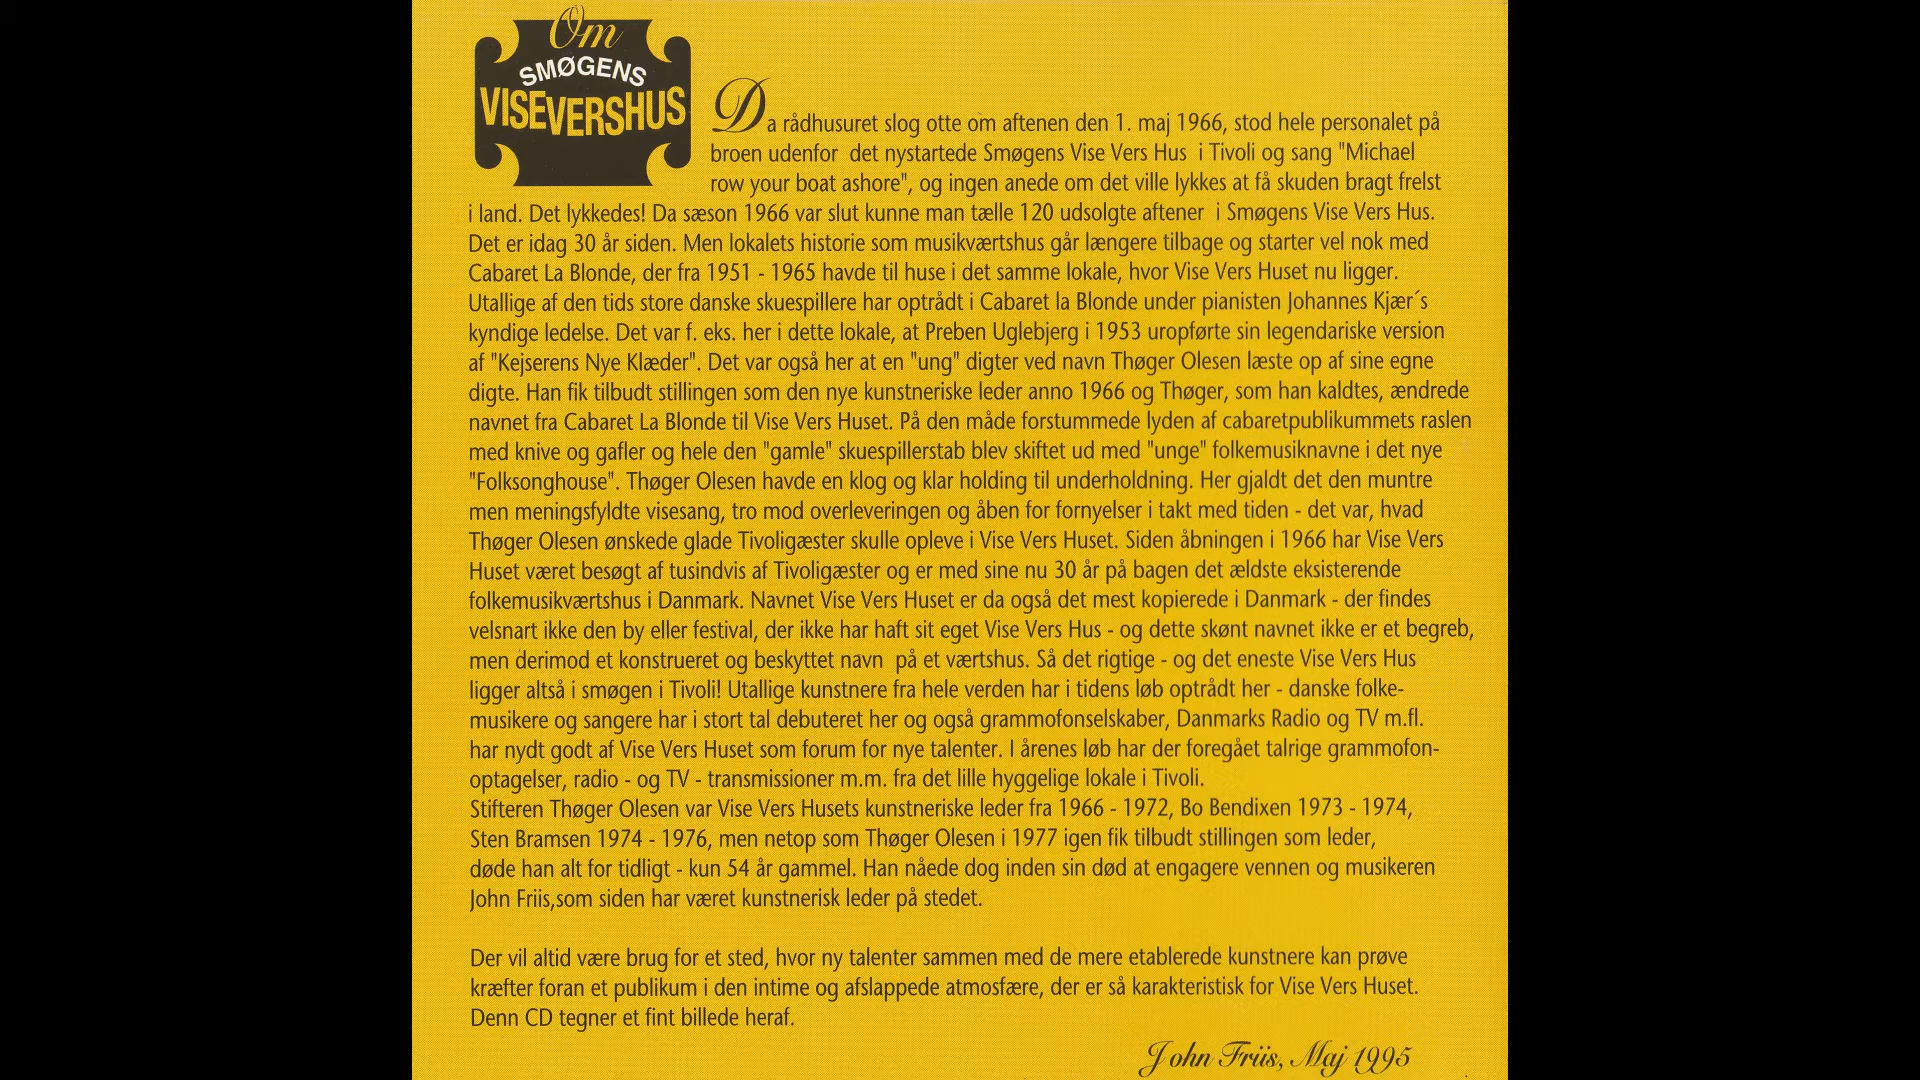 Om
SMØGENS
VISEVERSHUS
Da rådhusuret slog otte om aftenen den 1. maj 1966, stod hele personalet på
broen udenfor det nystartede Smøgens Vise Vers Hus i Tivoli og sang "Michael
row your boat ashore", og ingen anede om det ville lykkes at få skuden bragt frelst
i land. Det lykkedes! Da sæson 1966 var slut kunne man tælle 120 udsolgte aftener i Smøgens Vise Vers Hus.
Det er idag 30 år siden. Men lokalets historie som musikværtshus går længere tilbage og starter vel nok med
Cabaret La Blonde, der fra 1951 - 1965 havde til huse i det samme lokale, hvor Vise Vers Huset nu ligger.
Utallige af den tids store danske skuespillere har optrådt i Cabaret la Blonde under pianisten Johannes Kjær´s
kyndige ledelse. Det var f. eks. her i dette lokale, at Preben Uglebjerg i 1953 uropførte sin legendariske version
af "Kejserens Nye Klæder". Det var også her at en "ung" digter ved navn Thøger Olesen læste op af sine egne
digte. Han fik tilbudt stillingen som den nye kunstneriske leder anno 1966 og Thøger, som han kaldtes, ændrede
navnet fra Cabaret La Blonde til Vise Vers Huset. På den måde forstummede lyden af cabaretpublikummets raslen
med knive og gafler og hele den "gamle" skuespillerstab blev skiftet ud med "unge" folkemusiknavne i det nye
"Folksonghouse". Thøger Olesen havde en klog og klar holding til underholdning. Her gjaldt det den muntre
men meningsfyldte visesang, tro mod overleveringen og åben for fornyelser i takt med tiden - det var, hvad
Thøger Olesen ønskede glade Tivoligæster skulle opleve i Vise Vers Huset. Siden åbningen i 1966 har Vise Vers
Huset været besøgt af tusindvis af Tivoligæster og er med sine nu 30 år på bagen det ældste eksisterende
folkemusikværtshus i Danmark. Navnet Vise Vers Huset er da også det mest kopierede i Danmark - der findes
velsnart ikke den by eller festival, der ikke har haft sit eget Vise Vers Hus - og dette skønt navnet ikke er et begreb,
men derimod et konstrueret og beskyttet navn på et værtshus. Så det rigtige - og det eneste Vise Vers Hus
ligger altså i smøgen i Tivoli! Utallige kunstnere fra hele verden har i tidens løb optrådt her - danske folke-
musikere og sangere har i stort tal debuteret her og også grammofonselskaber, Danmarks Radio og TV m.fl.
har nydt godt af Vise Vers Huset som forum for nye talenter. I årenes løb har der foregået talrige grammofon-
optagelser, radio - og TV - transmissioner m.m. fra det lille hyggelige lokale i Tivoli.
Stifteren Thøger Olesen var Vise Vers Husets kunstneriske leder fra 1966 - 1972, Bo Bendixen 1973 - 1974,
Sten Bramsen 1974 - 1976, men netop som Thøger Olesen i 1977 igen fik tilbudt stillingen som leder,
døde han alt for tidligt - kun 54 år gammel. Han nåede dog inden sin død at engagere vennen og musikeren
John Friis,som siden har været kunstnerisk leder på stedet.
Der vil altid være brug for et sted, hvor ny talenter sammen med de mere etablerede kunstnere kan prøve
kræfter foran et publikum i den intime og afslappede atmosfære, der er så karakteristisk for Vise Vers Huset.
Denn CD tegner et fint billede heraf.
John Friis, Maj 1995